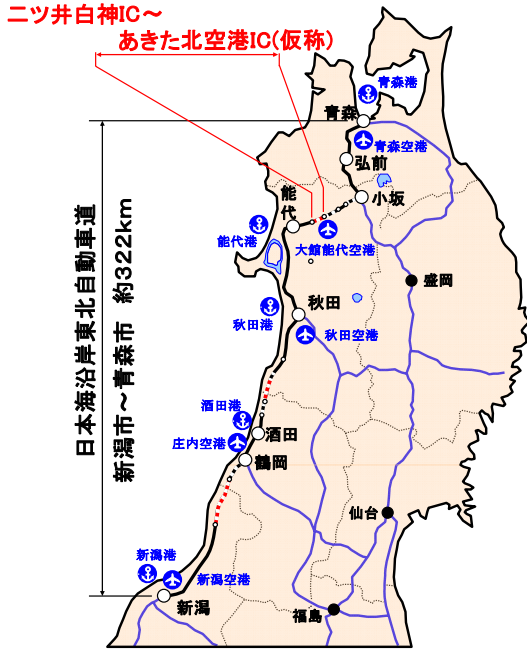 二ツ井白神IC～
あきた北空港IC(仮称)
青森港
青森
青森空港
弘前
小坂
能代
能代港
大館能代空港
盛岡
秋田
秋田港
秋田空港
日本海沿岸東北自動車道
新潟市～青森市 約322km
酒田港
酒田
庄内空港
鶴岡
仙台
新潟港
新潟空港
新潟
福島